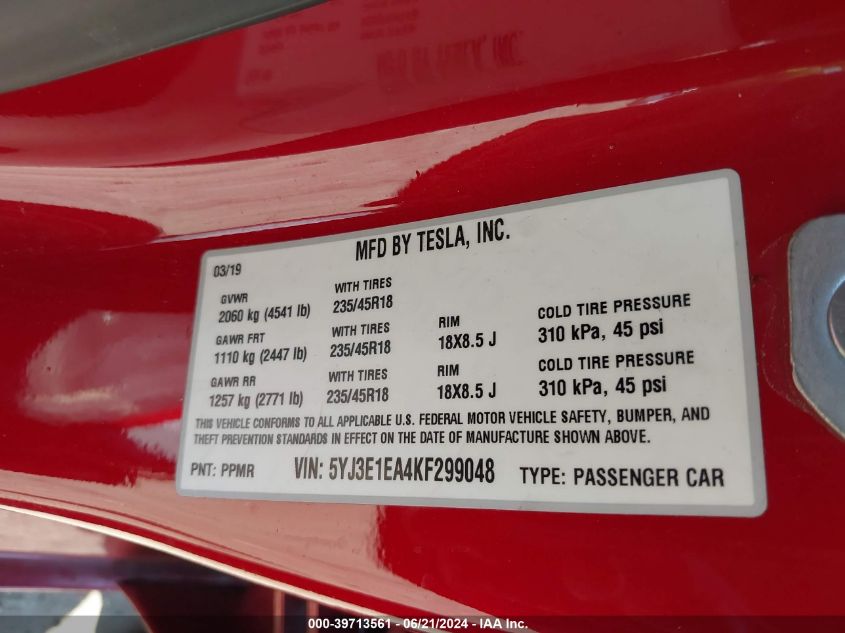 MFD BY TESLA, INC.
MFD BY TESLA, INC.
03/19
GVWR WITH TIRES
2060 kg (4541 lb) 235/45R18
GAWR FRT WITH TIRES RIM COLD TIRE PRESSURE
1110 kg (2447 lb) 235/45R18 18X8.5 J 310 kPa, 45 psi
GAWR RR WITH TIRES RIM COLD TIRE PRESSURE
1257 kg (2771 lb) 235/45R18 18X8.5 J 310 kPa, 45 psi
THIS VEHICLE CONFORMS TO ALL APPLICABLE U.S. FEDERAL MOTOR VEHICLE SAFETY, BUMPER, AND
THEFT PREVENTION STANDARDS IN EFFECT ON THE DATE OF MANUFACTURE SHOWN ABOVE.
PNT: PPMR VIN: 5YJ3E1EA4KF299048 TYPE: PASSENGER CAR
000-39713561 - 06/21/2024 - IAA Inc.